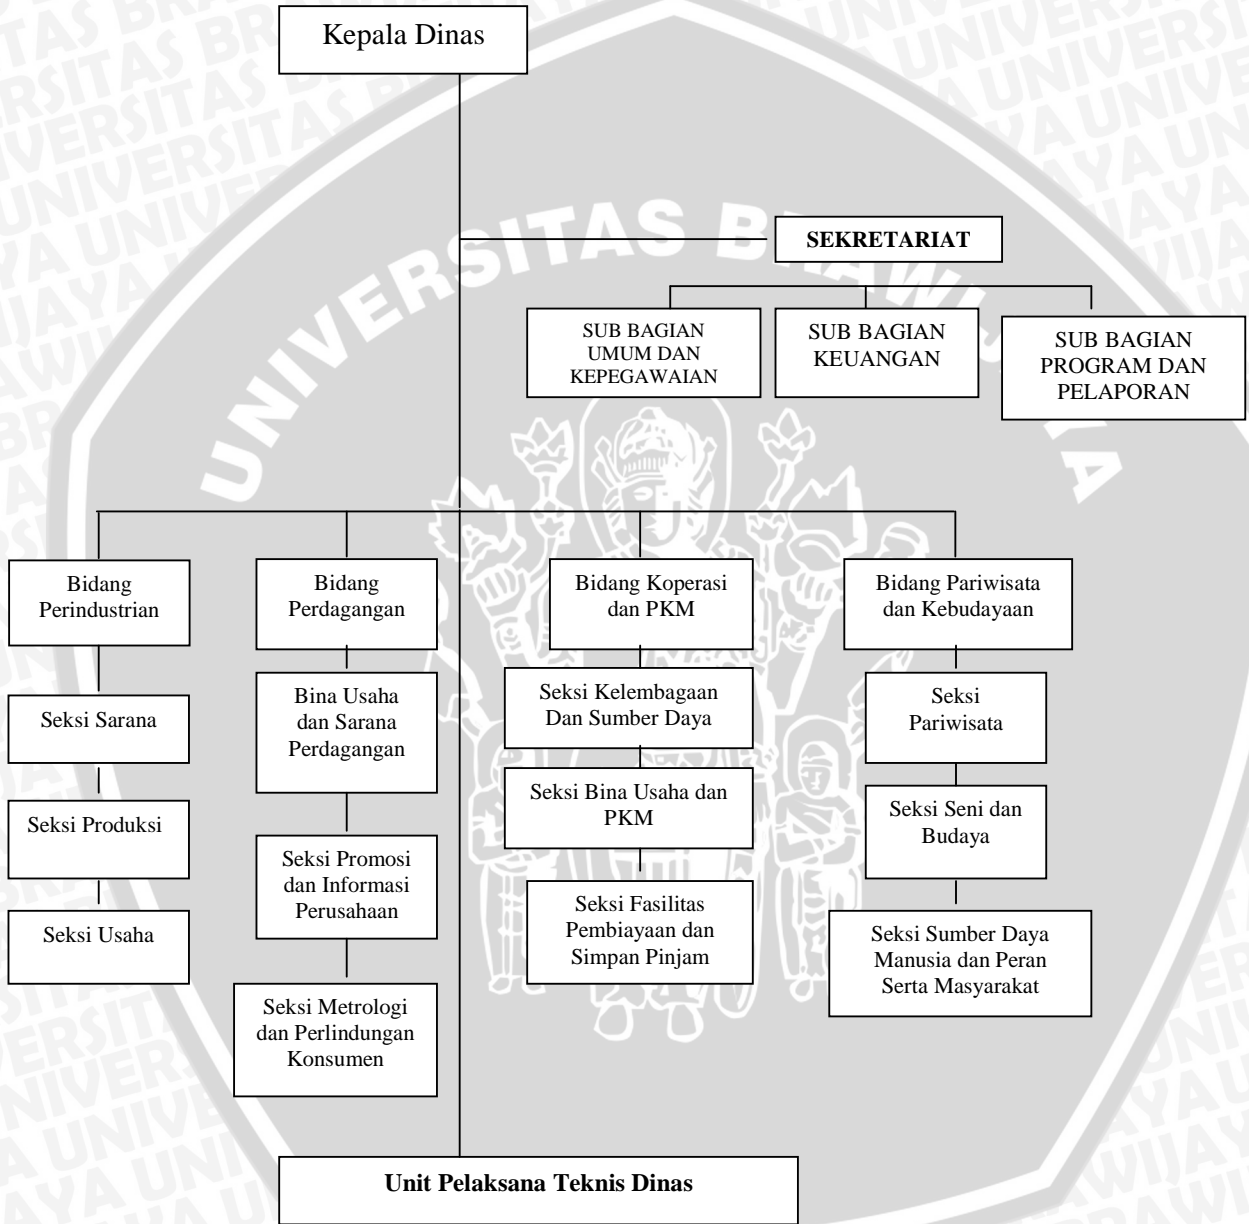 Kepala Dinas
UNIVERSITAS BRAWIJAYA
SEKRETARIAT
SUB BAGIAN
UMUM DAN
KEPEGAWAIAN
SUB BAGIAN
KEUANGAN
SUB BAGIAN
PROGRAM DAN
PELAPORAN
Bidang
Perindustrian
Bidang
Perdagangan
Bidang Koperasi
dan PKM
Bidang Pariwisata
dan Kebudayaan
Seksi Sarana
Bina Usaha
dan Sarana
Perdagangan
Seksi Kelembagaan
Dan Sumber Daya
Seksi
Pariwisata
Seksi Produksi
Seksi Promosi
dan Informasi
Perusahaan
Seksi Bina Usaha dan
PKM
Seksi Seni dan
Budaya
Seksi Usaha
Seksi Metrologi
dan Perlindungan
Konsumen
Seksi Fasilitas
Pembiayaan dan
Simpan Pinjam
Seksi Sumber Daya
Manusia dan Peran
Serta Masyarakat
Unit Pelaksana Teknis Dinas